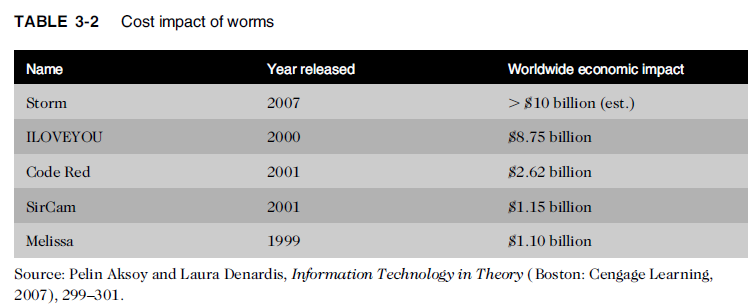 TABLE 3-2 Cost impact of worms
Name Year released Worldwide economic impact
Storm 2007 > $10 billion (est.)
ILOVEYOU 2000 $8.75 billion
Code Red 2001 $2.62 billion
SirCam 2001 $1.15 billion
Melissa 1999 $1.10 billion
Source: Pelin Aksoy and Laura Denardis, Information Technology in Theory (Boston: Cengage Learning,
2007), 299–301.